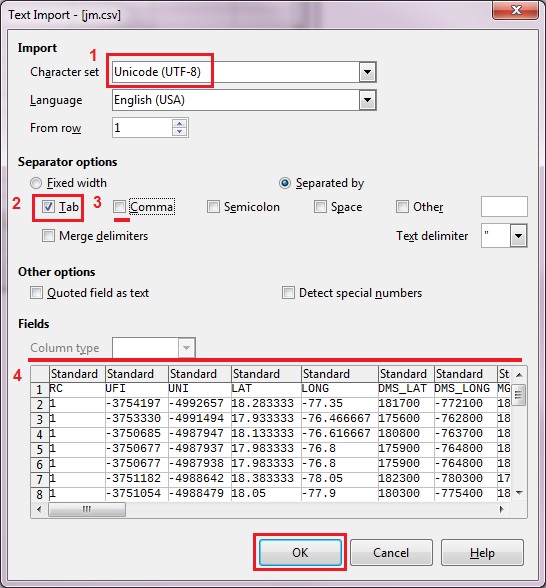 Text Import - [jm.csv]
Import
1
Character set Unicode (UTF-8)
Language English (USA)
From row 1
Separator options
Fixed width Separated by
2 Tab 3 Comma Semicolon Space Other
Merge delimiters Text delimiter "
Other options
Quoted field as text Detect special numbers
Fields
Column type
4 Standard Standard Standard Standard Standard Standard Standard St
1 RC UFI UNI LAT LONG DMS_LAT DMS_LONG MG
2 1 -3754197 -4992657 18.283333 -77.35 181700 -772100 18
3 1 -3753330 -4991494 17.933333 -76.466667 175600 -762800 18
4 1 -3750685 -4987947 18.133333 -76.616667 180800 -763700 18
5 1 -3750677 -4987937 17.983333 -76.8 175900 -764800 18
6 1 -3750677 -4987938 17.983333 -76.8 175900 -764800 18
7 1 -3751182 -4988642 18.383333 -78.05 182300 -780300 17
8 1 -3751054 -4988479 18.05 -77.9 180300 -775400 18
OK Cancel Help